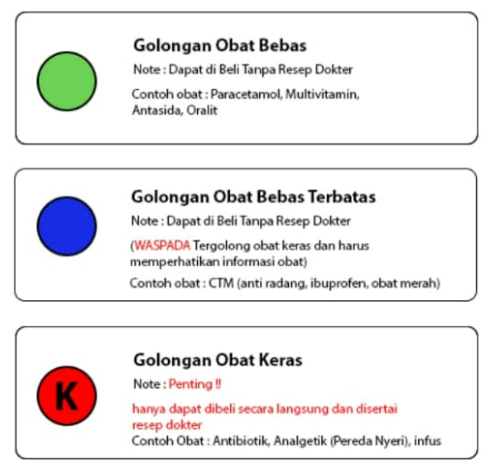 Golongan Obat Bebas
Note : Dapat di Beli Tanpa Resep Dokter
Contoh obat : Paracetamol, Multivitamin,
Antasida, Oralit
Golongan Obat Bebas Terbatas
Note : Dapat di Beli Tanpa Resep Dokter
(WASPADA Tergolong obat keras dan harus
memperhatikan informasi obat)
Contoh obat : CTM (anti radang, ibuprofen, obat merah)
K
Golongan Obat Keras
Note : Penting !!
hanya dapat dibeli secara langsung dan disertai
resep dokter
Contoh Obat : Antibiotik, Analgetik (Pereda Nyeri), infus